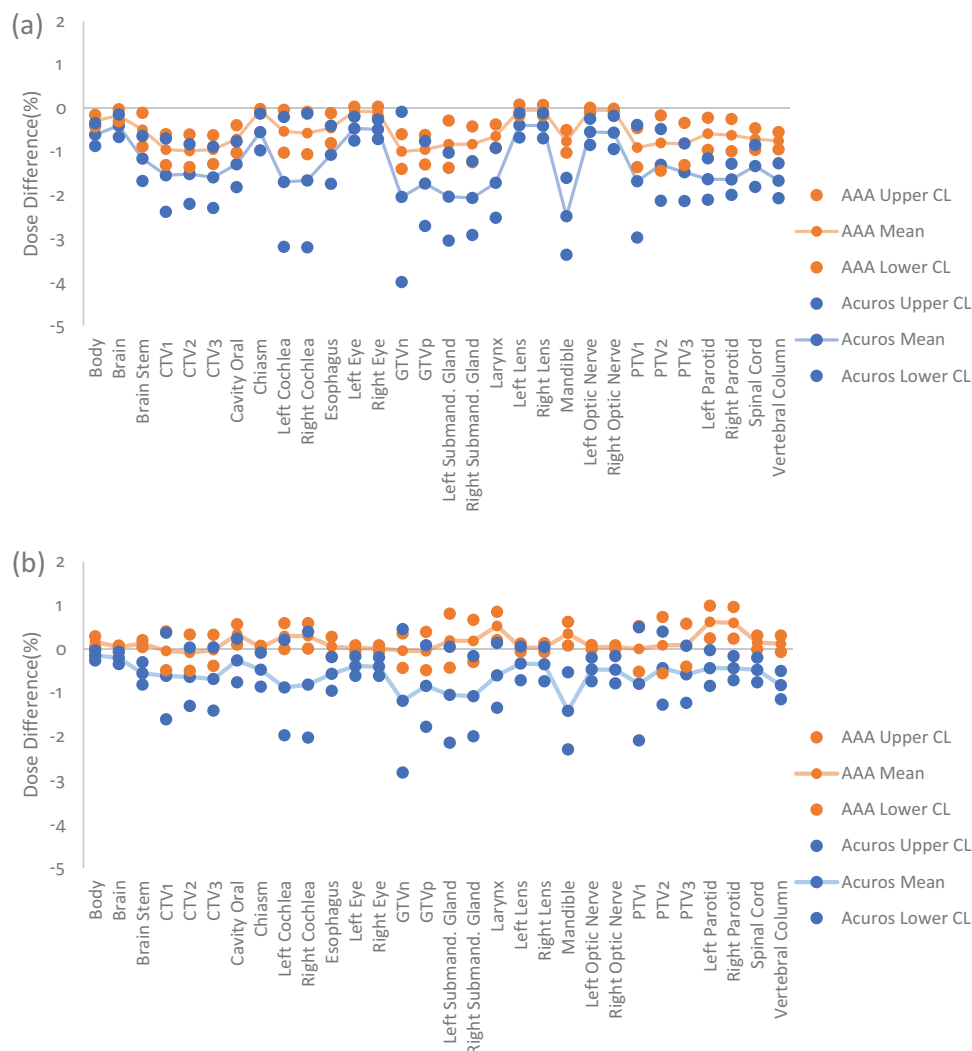 (a)
Dose Difference(%)
2
1
0
-1
-2
-3
-4
-5
Body
Brain
Brain Stem
CTV1
CTV2
CTV3
Cavity Oral
Chiasm
Left Cochlea
Right Cochlea
Esophagus
Left Eye
Right Eye
GTVn
GTVp
Left Submand. Gland
Right Submand. Gland
Larynx
Left Lens
Right Lens
Mandible
Left Optic Nerve
Right Optic Nerve
PTV1
PTV2
PTV3
Left Parotid
Right Parotid
Spinal Cord
Vertebral Column
AAA Upper CL
AAA Mean
AAA Lower CL
Acuros Upper CL
Acuros Mean
Acuros Lower CL
(b)
Dose Difference(%)
2
1
0
-1
-2
-3
-4
-5
Body
Brain
Brain Stem
CTV1
CTV2
CTV3
Cavity Oral
Chiasm
Left Cochlea
Right Cochlea
Esophagus
Left Eye
Right Eye
GTVn
GTVp
Left Submand. Gland
Right Submand. Gland
Larynx
Left Lens
Right Lens
Mandible
Left Optic Nerve
Right Optic Nerve
PTV1
PTV2
PTV3
Left Parotid
Right Parotid
Spinal Cord
Vertebral Column
AAA Upper CL
AAA Mean
AAA Lower CL
Acuros Upper CL
Acuros Mean
Acuros Lower CL